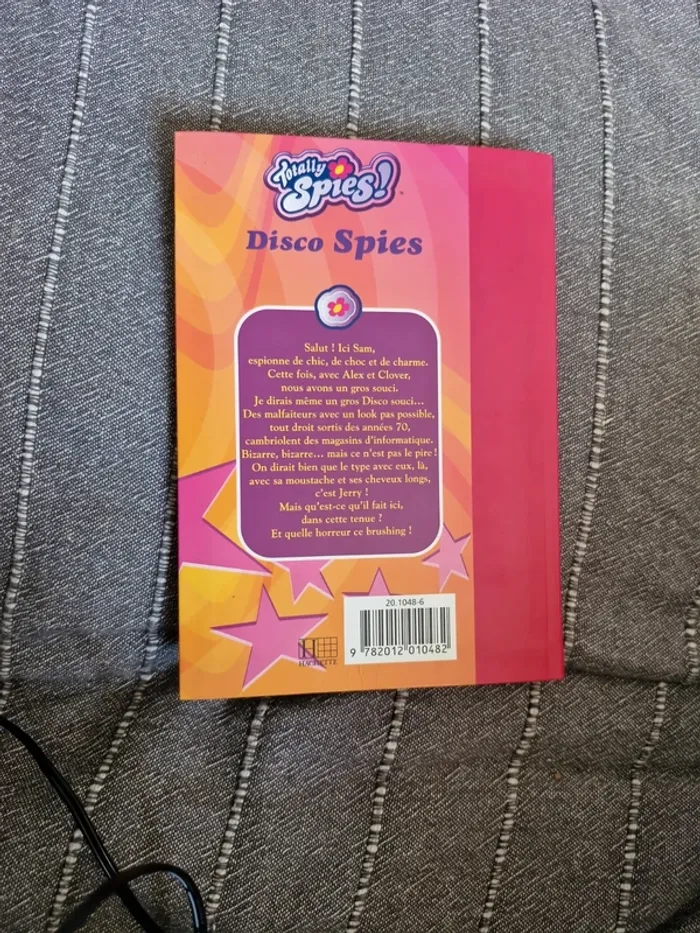 Totally
Spies!
™
Disco Spies
Salut ! Ici Sam,
espionne de chic, de choc et de charme.
Cette fois, avec Alex et Clover,
nous avons un gros souci.
Je dirais même un gros Disco souci...
Des malfaiteurs avec un look pas possible,
tout droit sortis des années 70,
cambriolent des magasins d'informatique.
Bizarre, bizarre... mais ce n'est pas le pire !
On dirait bien que le type avec eux, là,
avec sa moustache et ses cheveux longs,
c'est Jerry !
Mais qu'est-ce qu'il fait ici,
dans cette tenue ?
Et quelle horreur ce brushing !
20.1048-6
9 782012 010482
H
HACHETTE